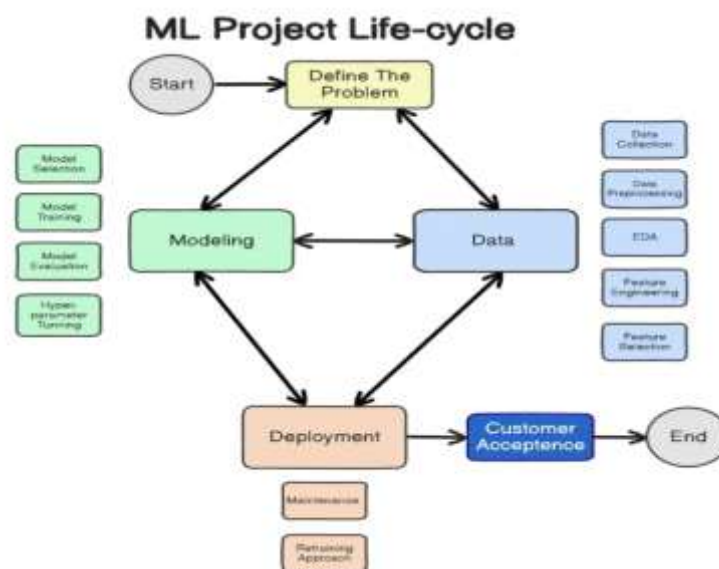 ML Project Life-cycle
Start
Define The
Problem
Model
Selection
Model
Training
Model
Evaluation
Hyper
parameter
Tunning
Modeling
Data
Data
Collection
Data
Preprocessing
EDA
Feature
Engineering
Feature
Selection
Deployment
Customer
Acceptence
End
Maintenance
Retraining
Approach